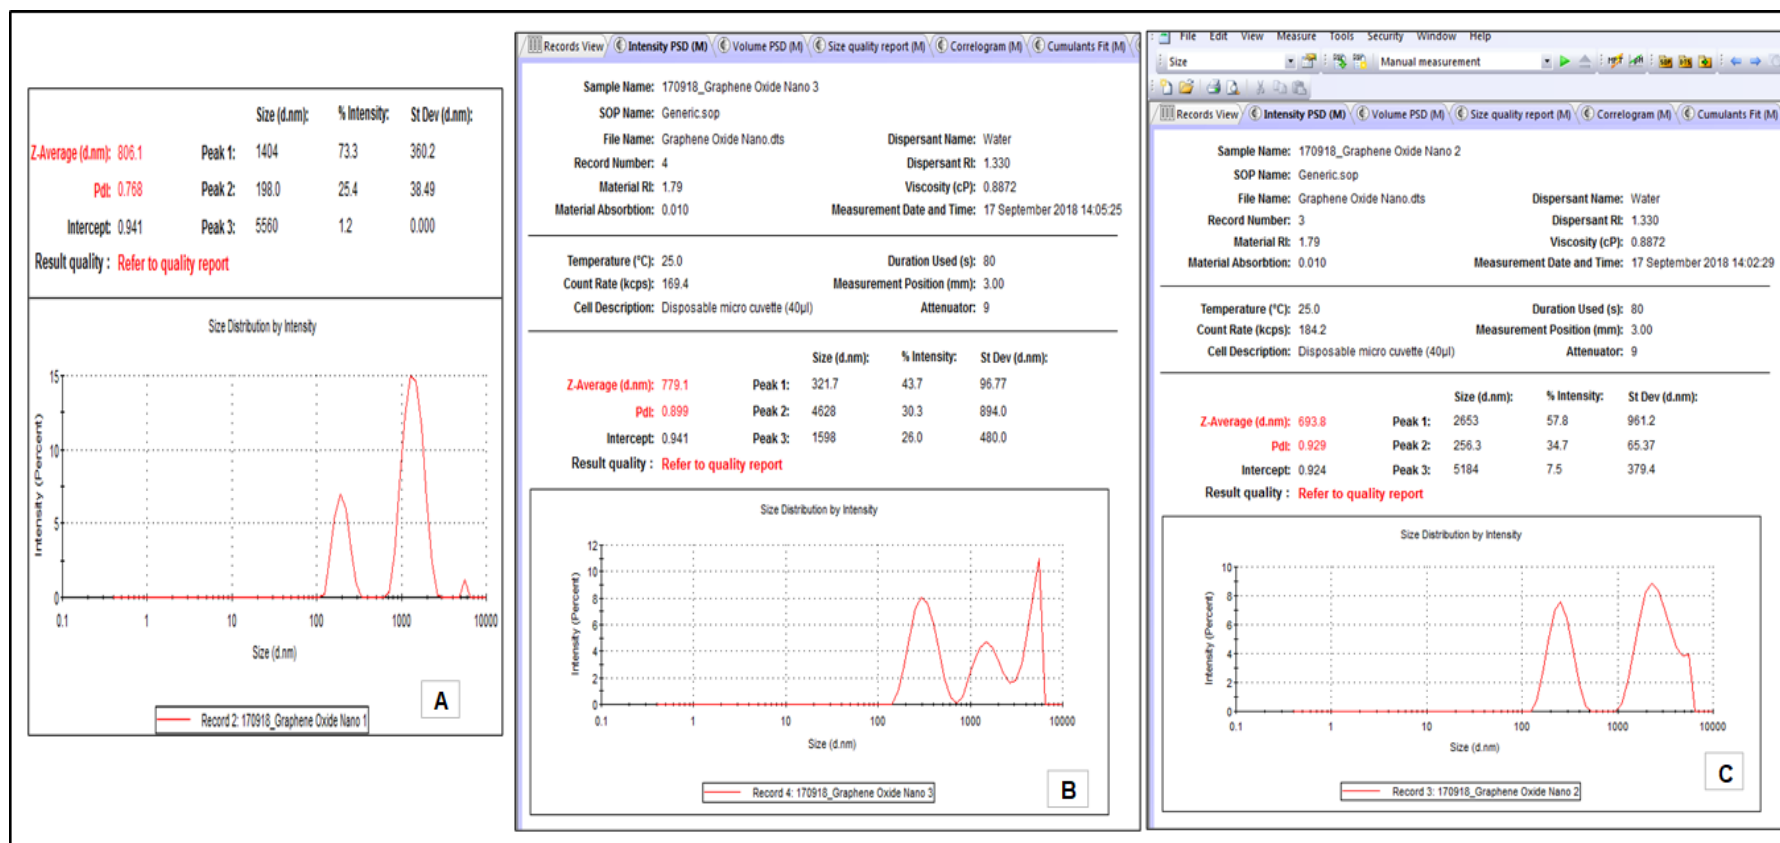 Size (d.nm): % Intensity: St Dev (d.nm):
Z-Average (d.nm): 806.1 Peak 1: 1404 73.3 360.2
PdI: 0.768 Peak 2: 198.0 25.4 38.49
Intercept: 0.941 Peak 3: 5560 1.2 0.000
Result quality : Refer to quality report
Size Distribution by Intensity
Intensity (Percent)
15
10
5
0
0.1 1 10 100 1000 10000
Size (d.nm)
A
Record 2: 170918_Graphene Oxide Nano 1
Records View Intensity PSD (M) Volume PSD (M) Size quality report (M) Correlogram (M) Cumulants Fit (M)
Sample Name: 170918_Graphene Oxide Nano 3
SOP Name: Generic.sop
File Name: Graphene Oxide Nano.dts Dispersant Name: Water
Record Number: 4 Dispersant RI: 1.330
Material RI: 1.79 Viscosity (cP): 0.8872
Material Absorbtion: 0.010 Measurement Date and Time: 17 September 2018 14:05:25
Temperature (°C): 25.0 Duration Used (s): 80
Count Rate (kcps): 169.4 Measurement Position (mm): 3.00
Cell Description: Disposable micro cuvette (40µl) Attenuator: 9
Size (d.nm): % Intensity: St Dev (d.nm):
Z-Average (d.nm): 779.1 Peak 1: 321.7 43.7 96.77
PdI: 0.899 Peak 2: 4628 30.3 894.0
Intercept: 0.941 Peak 3: 1598 26.0 480.0
Result quality : Refer to quality report
Size Distribution by Intensity
Intensity (Percent)
12
10
8
6
4
2
0
0.1 1 10 100 1000 10000
Size (d.nm)
B
Record 4: 170918_Graphene Oxide Nano 3
File Edit View Measure Tools Security Window Help
Size Manual measurement
Records View Intensity PSD (M) Volume PSD (M) Size quality report (M) Correlogram (M) Cumulants Fit (M)
Sample Name: 170918_Graphene Oxide Nano 2
SOP Name: Generic.sop
File Name: Graphene Oxide Nano.dts Dispersant Name: Water
Record Number: 3 Dispersant RI: 1.330
Material RI: 1.79 Viscosity (cP): 0.8872
Material Absorbtion: 0.010 Measurement Date and Time: 17 September 2018 14:02:29
Temperature (°C): 25.0 Duration Used (s): 80
Count Rate (kcps): 184.2 Measurement Position (mm): 3.00
Cell Description: Disposable micro cuvette (40µl) Attenuator: 9
Size (d.nm): % Intensity: St Dev (d.nm):
Z-Average (d.nm): 693.8 Peak 1: 2653 57.8 961.2
PdI: 0.929 Peak 2: 256.3 34.7 65.37
Intercept: 0.924 Peak 3: 5184 7.5 379.4
Result quality : Refer to quality report
Size Distribution by Intensity
Intensity (Percent)
10
8
6
4
2
0
0.1 1 10 100 1000 10000
Size (d.nm)
C
Record 3: 170918_Graphene Oxide Nano 2